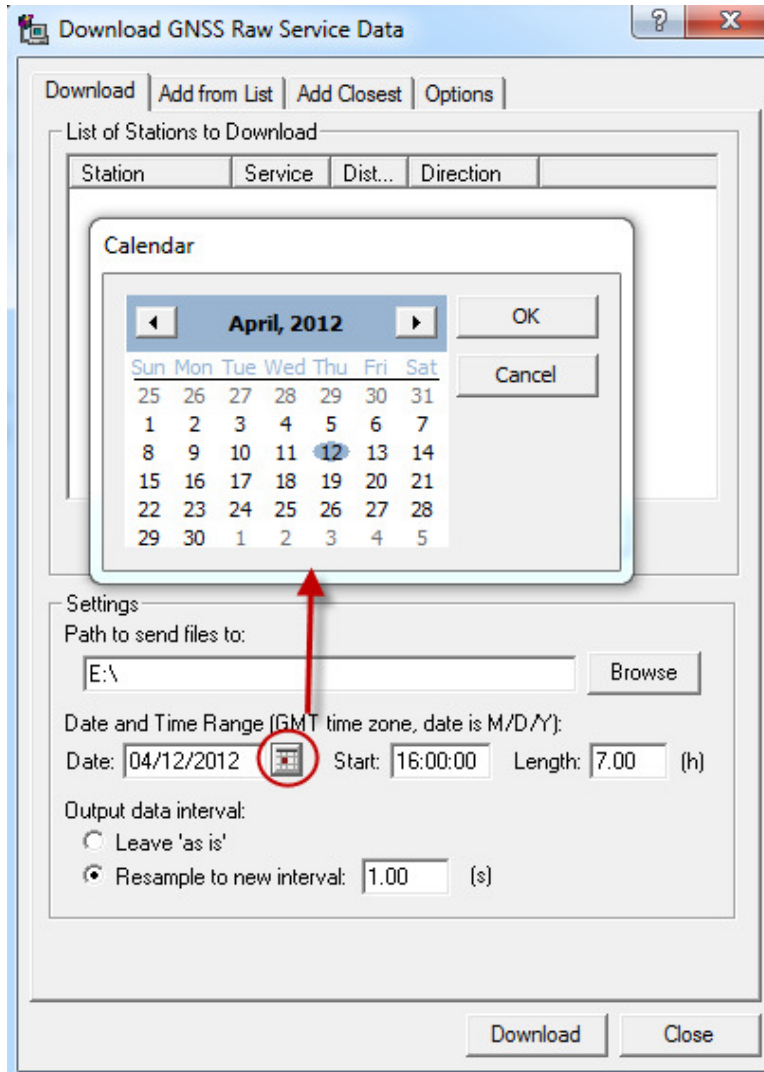 Download GNSS Raw Service Data
Download Add from List Add Closest Options
List of Stations to Download
Station Service Dist... Direction
Calendar
April, 2012
OK
Cancel
Sun Mon Tue Wed Thu Fri Sat
25 26 27 28 29 30 31
1 2 3 4 5 6 7
8 9 10 11 12 13 14
15 16 17 18 19 20 21
22 23 24 25 26 27 28
29 30 1 2 3 4 5
Settings
Path to send files to:
E:\ Browse
Date and Time Range (GMT time zone, date is M/D/Y):
Date: 04/12/2012 Start: 16:00:00 Length: 7.00 (h)
Output data interval:
Leave 'as is'
Resample to new interval: 1.00 (s)
Download Close